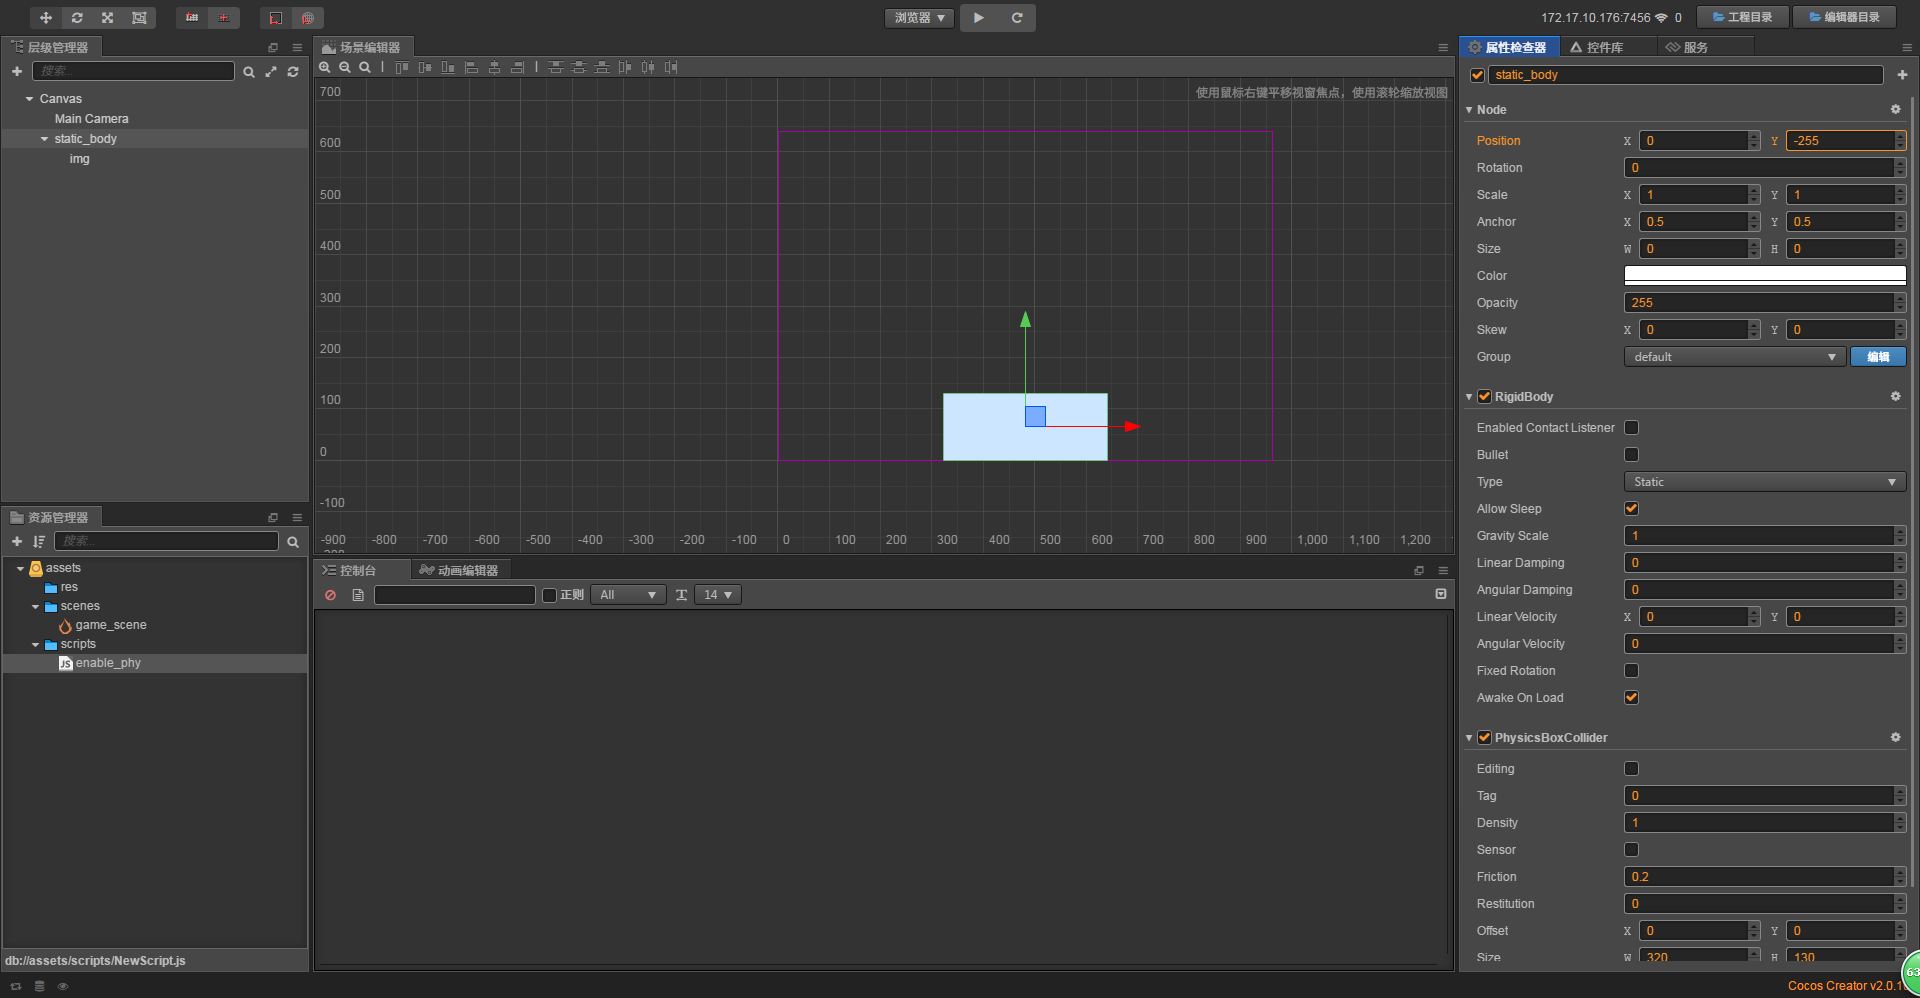 浏览器
172.17.10.176:7456 0
工程目录
编辑器目录
层级管理器
搜索...
Canvas
Main Camera
static_body
img
资源管理器
搜索...
assets
res
scenes
game_scene
scripts
JS enable_phy
db://assets/scripts/NewScript.js
场景编辑器
使用鼠标右键平移视窗焦点，使用滚轮缩放视图
700
600
500
400
300
200
100
0
-100
-900 -800 -700 -600 -500 -400 -300 -200 -100 0 100 200 300 400 500 600 700 800 900 1,000 1,100 1,200
控制台
动画编辑器
正则
All
14
属性检查器
控件库
服务
static_body
Node
Position X 0 Y -255
Rotation 0
Scale X 1 Y 1
Anchor X 0.5 Y 0.5
Size W 0 H 0
Color
Opacity 255
Skew X 0 Y 0
Group default 编辑
RigidBody
Enabled Contact Listener
Bullet
Type Static
Allow Sleep
Gravity Scale 1
Linear Damping 0
Angular Damping 0
Linear Velocity X 0 Y 0
Angular Velocity 0
Fixed Rotation
Awake On Load
PhysicsBoxCollider
Editing
Tag 0
Density 1
Sensor
Friction 0.2
Restitution 0
Offset X 0 Y 0
Size W 320 H 130
63
Cocos Creator v2.0.1